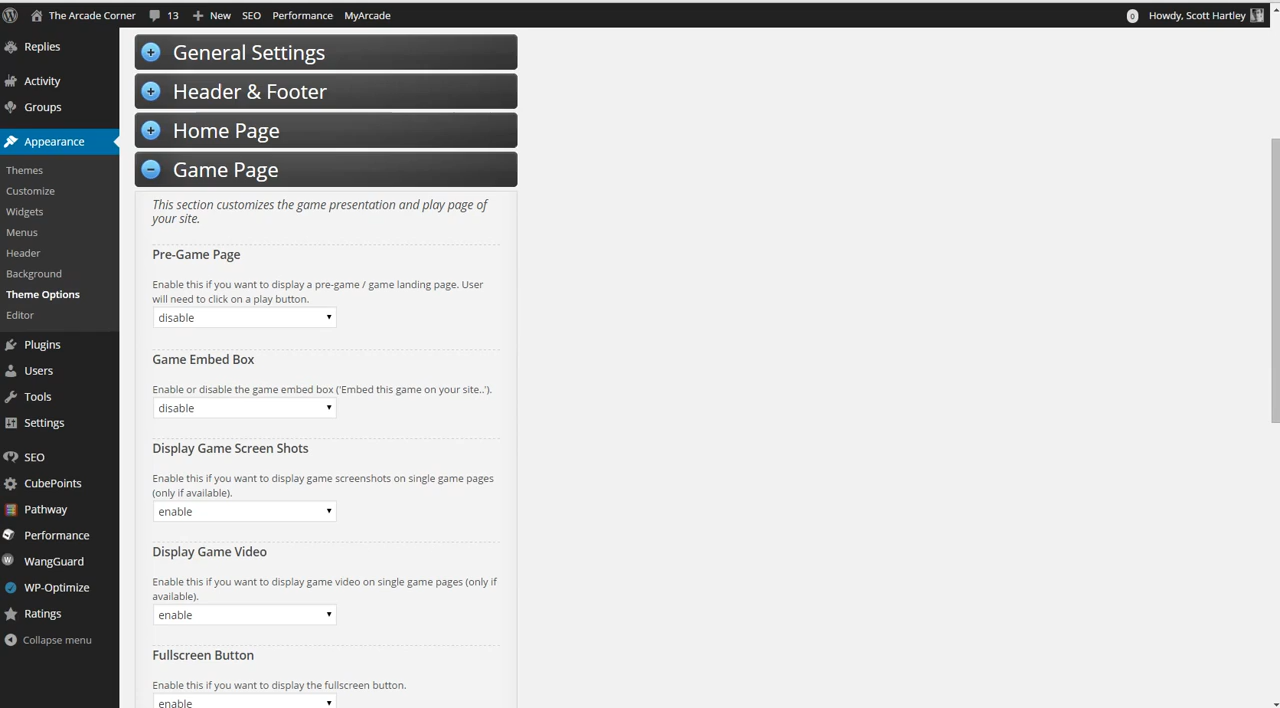 The Arcade Corner 13 New SEO Performance MyArcade 0 Howdy, Scott Hartley
Replies
Activity
Groups
Appearance
Themes
Customize
Widgets
Menus
Header
Background
Theme Options
Editor
Plugins
Users
Tools
Settings
SEO
CubePoints
Pathway
Performance
WangGuard
WP-Optimize
Ratings
Collapse menu
General Settings
Header & Footer
Home Page
Game Page
This section customizes the game presentation and play page of
your site.
Pre-Game Page
Enable this if you want to display a pre-game / game landing page. User
will need to click on a play button.
disable
Game Embed Box
Enable or disable the game embed box ('Embed this game on your site..').
disable
Display Game Screen Shots
Enable this if you want to display game screenshots on single game pages
(only if available).
enable
Display Game Video
Enable this if you want to display game video on single game pages (only if
available).
enable
Fullscreen Button
Enable this if you want to display the fullscreen button.
enable